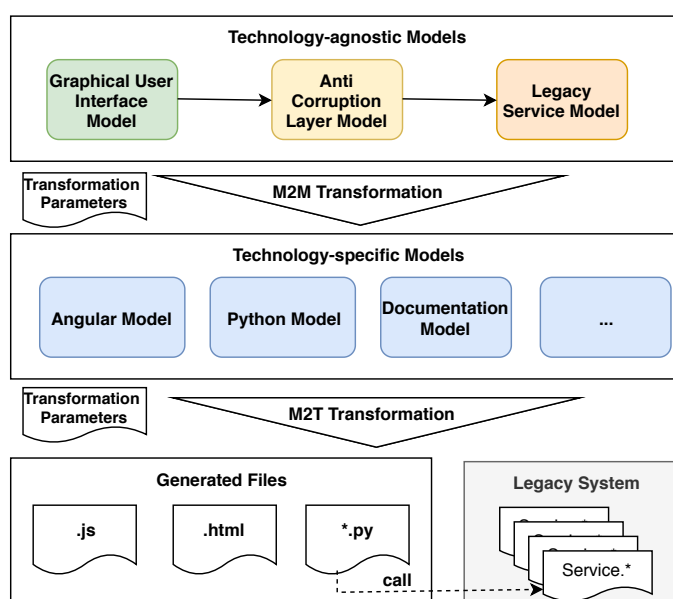 Technology-agnostic Models
Graphical User
Interface
Model
Anti
Corruption
Layer Model
Legacy
Service Model
Transformation
Parameters
M2M Transformation
Technology-specific Models
Angular Model
Python Model
Documentation
Model
...
Transformation
Parameters
M2T Transformation
Generated Files
.js
.html
*.py
call
Legacy System
Service.*